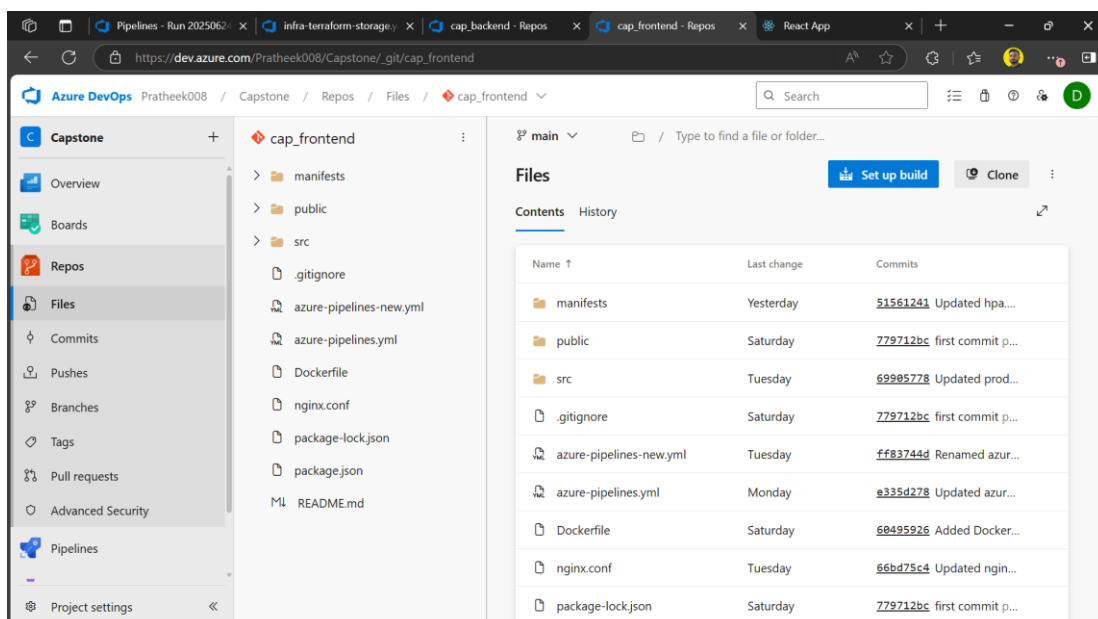 Pipelines - Run 20250624
infra-terraform-storage.y
cap_backend - Repos
cap_frontend - Repos
React App
https://dev.azure.com/Pratheek008/Capstone/_git/cap_frontend
Azure DevOps Pratheek008 / Capstone / Repos / Files / cap_frontend
Search
D
C Capstone
Overview
Boards
Repos
Files
Commits
Pushes
Branches
Tags
Pull requests
Advanced Security
Pipelines
Project settings
cap_frontend
manifests
public
src
.gitignore
azure-pipelines-new.yml
azure-pipelines.yml
Dockerfile
nginx.conf
package-lock.json
package.json
README.md
main / Type to find a file or folder...
Files
Set up build
Clone
Contents History
Name ↑ Last change Commits
manifests Yesterday 51561241 Updated hpa....
public Saturday 779712bc first commit p...
src Tuesday 69905778 Updated prod...
.gitignore Saturday 779712bc first commit p...
azure-pipelines-new.yml Tuesday ff83744d Renamed azur...
azure-pipelines.yml Monday e335d278 Updated azur...
Dockerfile Saturday 60495926 Added Docker...
nginx.conf Tuesday 66bd75c4 Updated ngin...
package-lock.json Saturday 779712bc first commit p...